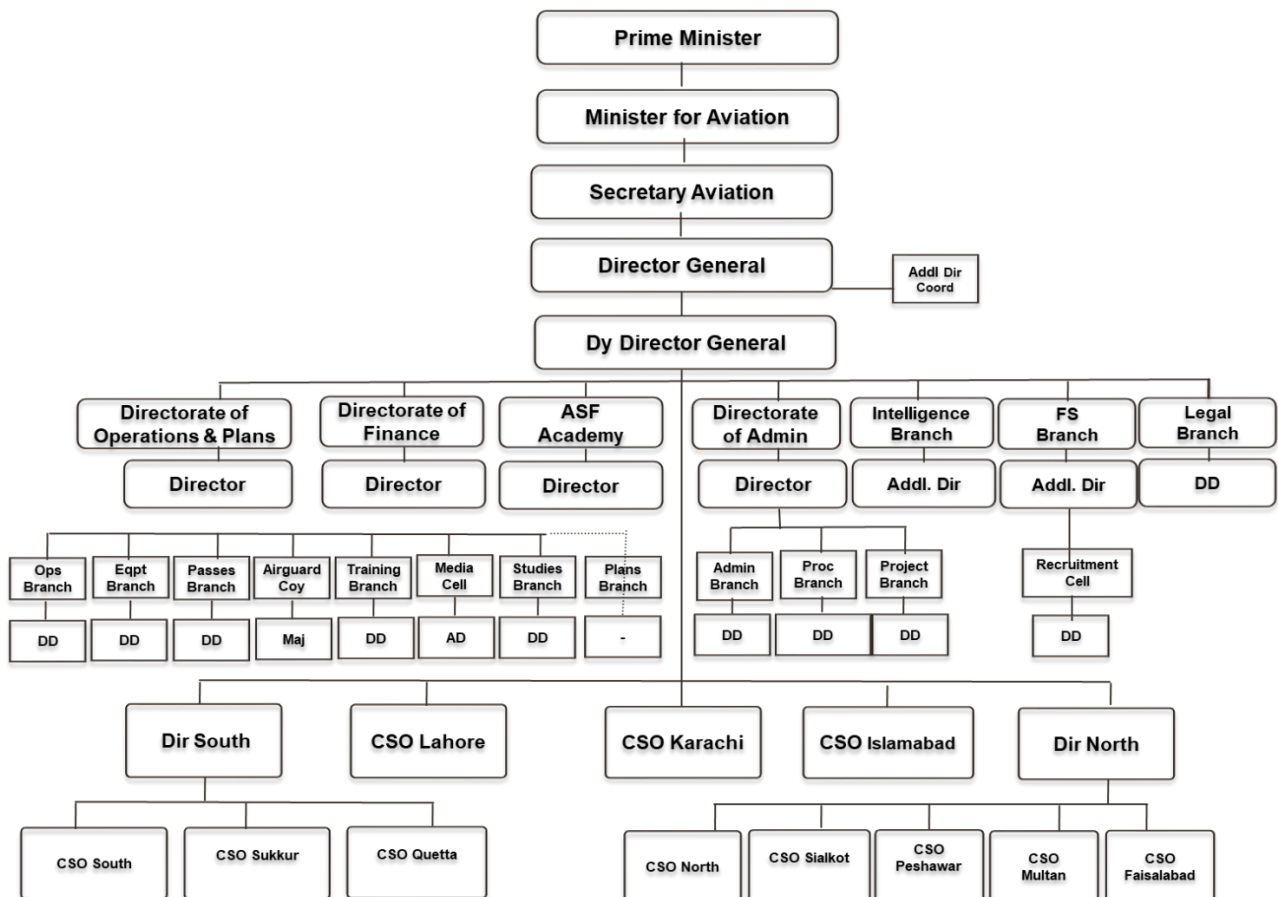 Prime Minister
Minister for Aviation
Secretary Aviation
Director General
Addl Dir
Coord
Dy Director General
Directorate of
Operations & Plans
Directorate of
Finance
ASF
Academy
Directorate
of Admin
Intelligence
Branch
FS
Branch
Legal
Branch
Director
Director
Director
Director
Addl. Dir
Addl. Dir
DD
Ops
Branch
Eqpt
Branch
Passes
Branch
Airguard
Coy
Training
Branch
Media
Cell
Studies
Branch
Plans
Branch
Admin
Branch
Proc
Branch
Project
Branch
Recruitment
Cell
DD
DD
DD
Maj
DD
AD
DD
-
DD
DD
DD
DD
Dir South
CSO Lahore
CSO Karachi
CSO Islamabad
Dir North
CSO South
CSO Sukkur
CSO Quetta
CSO North
CSO Sialkot
CSO
Peshawar
CSO
Multan
CSO
Faisalabad